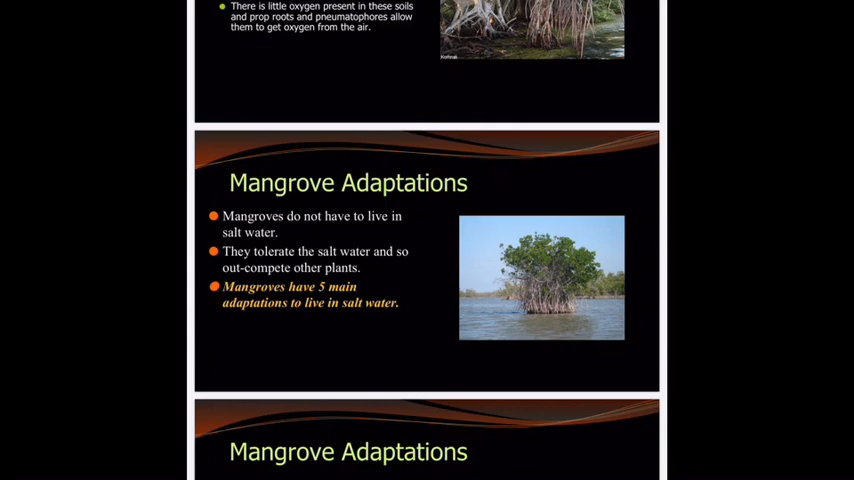 There is little oxygen present in these soils
and prop roots and pneumatophores allow
them to get oxygen from the air.
Mangrove Adaptations
Mangroves do not have to live in
salt water.
They tolerate the salt water and so
out-compete other plants.
Mangroves have 5 main
adaptations to live in salt water.
Mangrove Adaptations